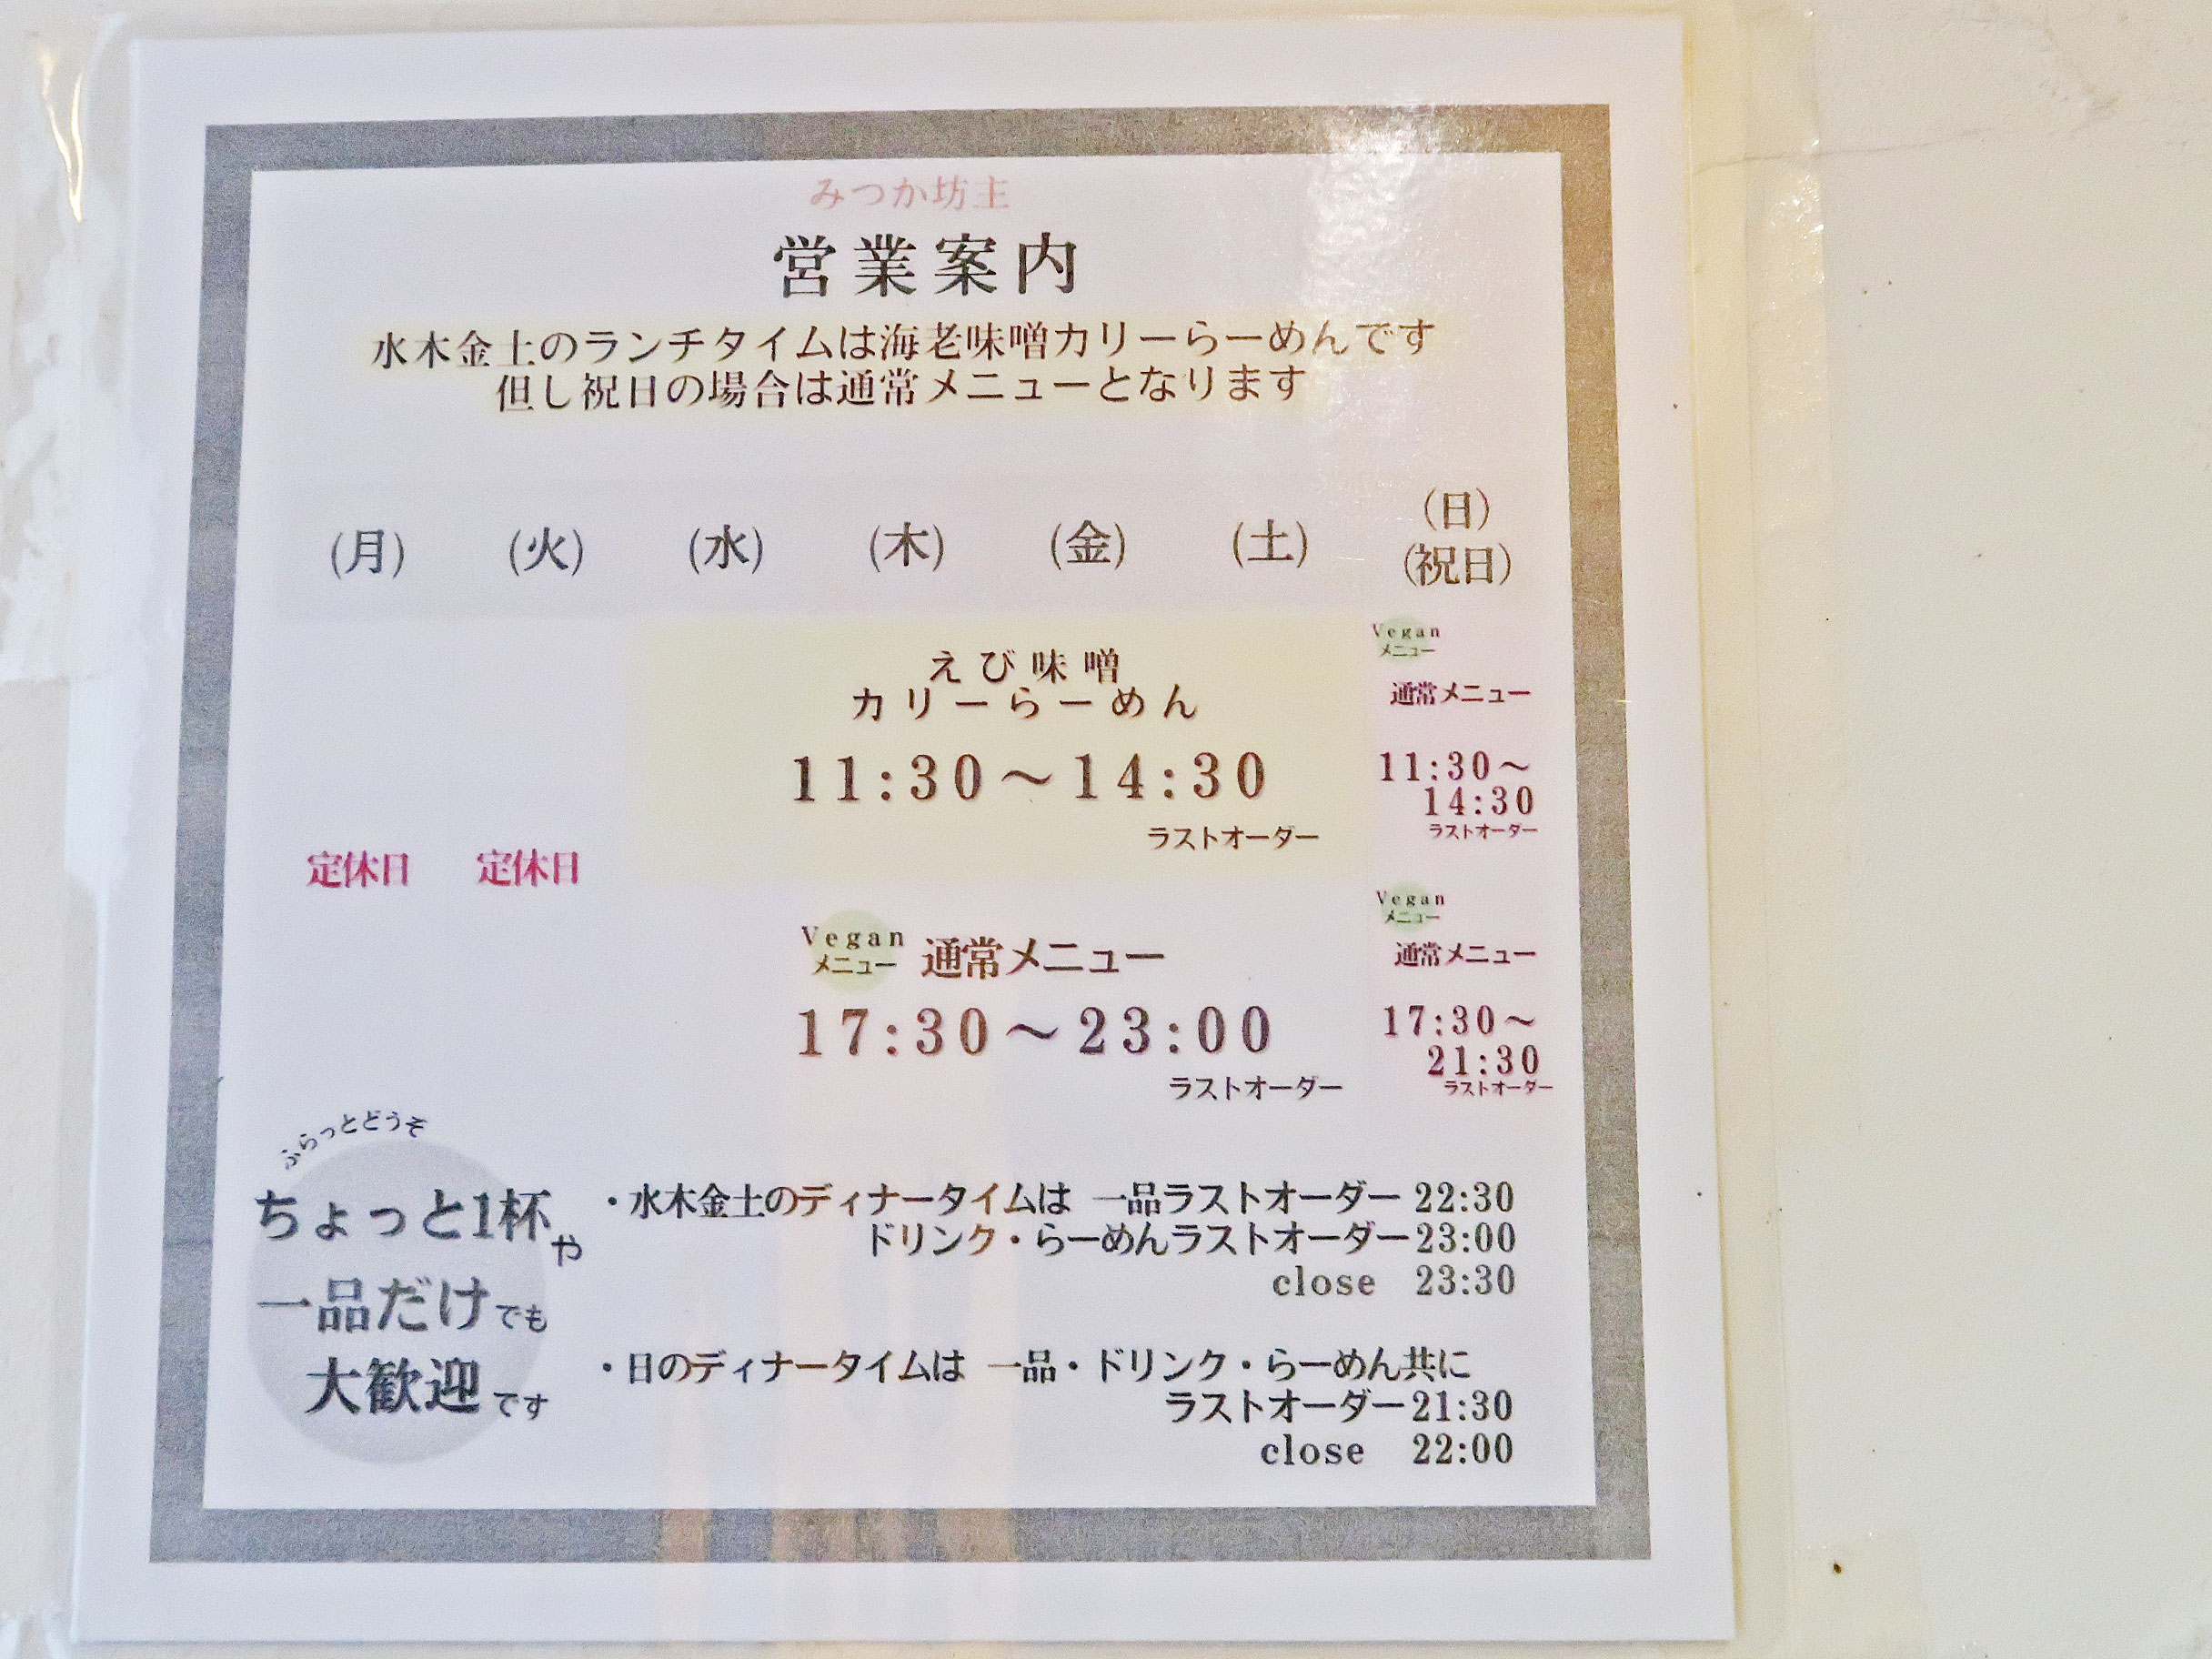 みつか坊主
営業案内
水木金土のランチタイムは海老味噌カリーらーめんです
但し祝日の場合は通常メニューとなります
(月) (火) (水) (木) (金) (土) (日)
(祝日)
えび味噌
カリーらーめん
11:30～14:30
ラストオーダー
Vegan
メニュー
通常メニュー
11:30～
14:30
ラストオーダー
定休日 定休日
Vegan
メニュー
通常メニュー
17:30～23:00
ラストオーダー
Vegan
メニュー
通常メニュー
17:30～
21:30
ラストオーダー
ふらっとどうぞ
ちょっと1杯や
一品だけでも
大歓迎です
・水木金土のディナータイムは 一品ラストオーダー 22:30
ドリンク・らーめんラストオーダー23:00
close 23:30
・日のディナータイムは 一品・ドリンク・らーめん共に
ラストオーダー21:30
close 22:00